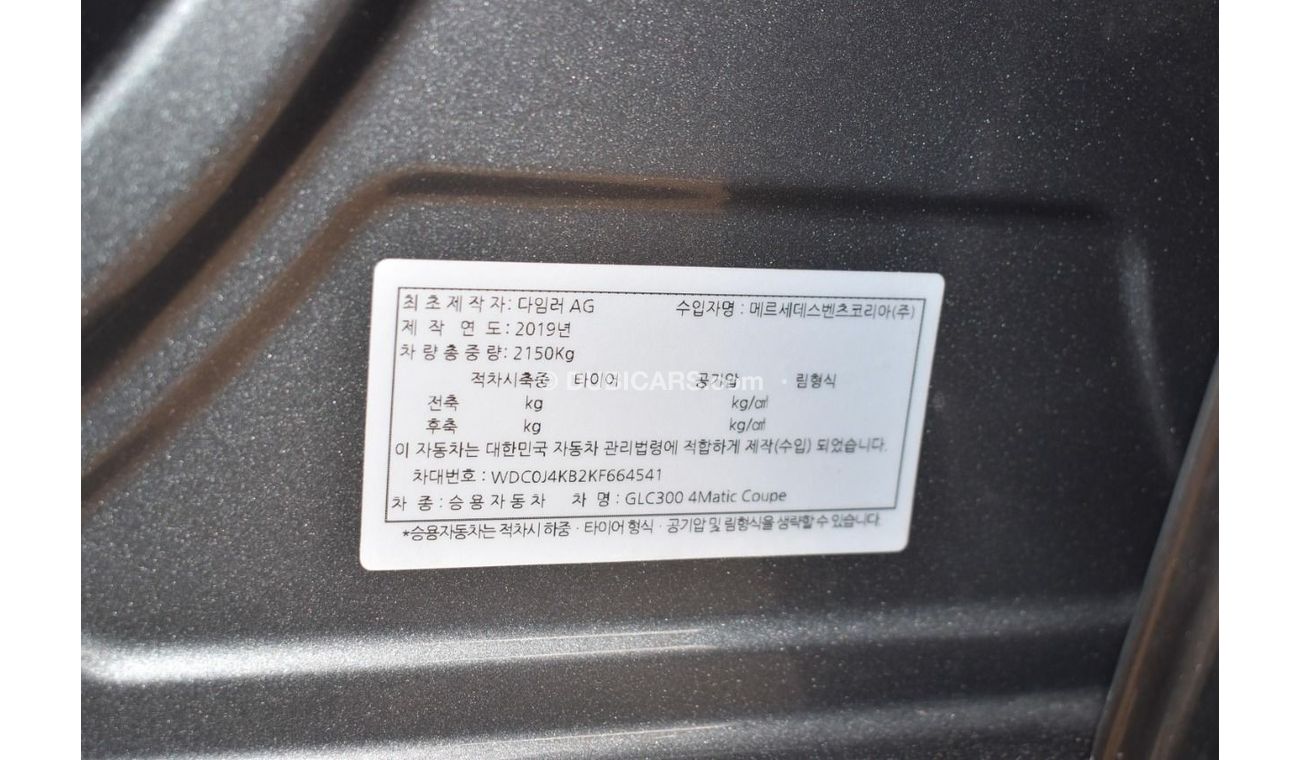 최초제작자: 다임러 AG 수입자명 : 메르세데스벤츠코리아(주)
제작 연도: 2019년
차량총중량: 2150Kg
적차시축중 타이어 공기압 · 림형식
© DUBICARS.com
전축 kg kg/㎠
후축 kg kg/㎠
이 자동차는 대한민국 자동차 관리법령에 적합하게 제작(수입) 되었습니다.
차대번호 : WDC0J4KB2KF664541
차 종 : 승용자동차 차 명 : GLC300 4Matic Coupe
*승용자동차는 적차시 하중 · 타이어 형식 · 공기압 및 림형식을 생략할 수 있습니다.